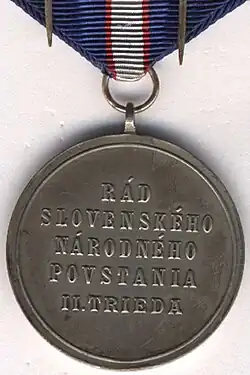 RÁD
SLOVENSKÉHO
NÁRODNÉHO
POVSTANIA
II. TRIEDA